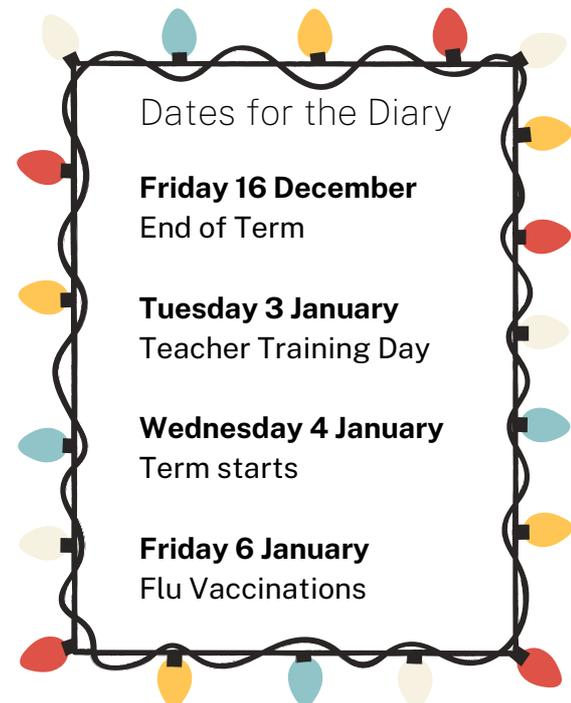 Dates for the Diary
Friday 16 December
End of Term
Tuesday 3 January
Teacher Training Day
Wednesday 4 January
Term starts
Friday 6 January
Flu Vaccinations